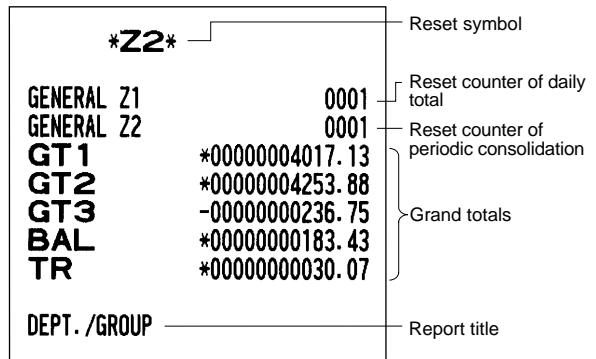 *Z2*
Reset symbol
GENERAL Z1 0001
Reset counter of daily
total
GENERAL Z2 0001
Reset counter of
periodic consolidation
GT1 *00000004017.13
GT2 *00000004253.88
GT3 -00000000236.75
BAL *00000000183.43
TR *00000000030.07
Grand totals
DEPT./GROUP
Report title